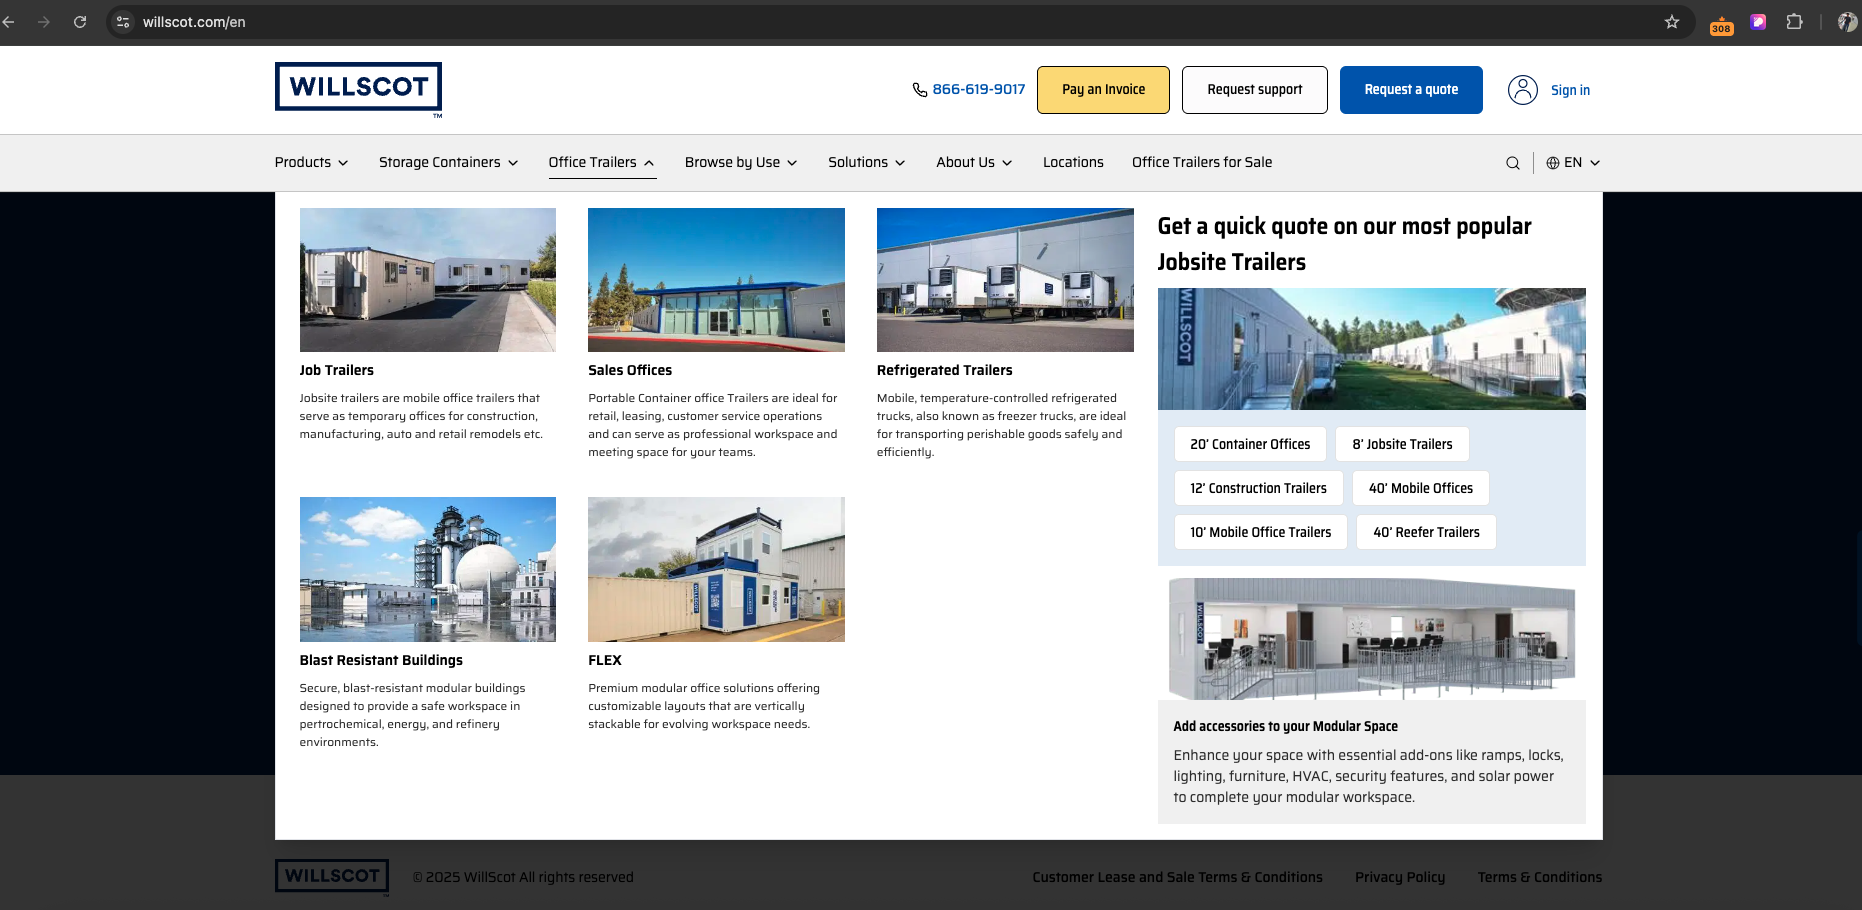 willscot.com/en
308
WILLSCOT
TM
866-619-9017
Pay an Invoice
Request support
Request a quote
Sign in
Products
Storage Containers
Office Trailers
Browse by Use
Solutions
About Us
Locations
Office Trailers for Sale
EN
Job Trailers
Jobsite trailers are mobile office trailers that
serve as temporary offices for construction,
manufacturing, auto and retail remodels etc.
Sales Offices
Portable Container office Trailers are ideal for
retail, leasing, customer service operations
and can serve as professional workspace and
meeting space for your teams.
Refrigerated Trailers
Mobile, temperature-controlled refrigerated
trucks, also known as freezer trucks, are ideal
for transporting perishable goods safely and
efficiently.
Blast Resistant Buildings
Secure, blast-resistant modular buildings
designed to provide a safe workspace in
pertrochemical, energy, and refinery
environments.
FLEX
Premium modular office solutions offering
customizable layouts that are vertically
stackable for evolving workspace needs.
Get a quick quote on our most popular
Jobsite Trailers
WILLSCOT
20' Container Offices
8' Jobsite Trailers
12' Construction Trailers
40' Mobile Offices
10' Mobile Office Trailers
40' Reefer Trailers
WILLSCOT
Add accessories to your Modular Space
Enhance your space with essential add-ons like ramps, locks,
lighting, furniture, HVAC, security features, and solar power
to complete your modular workspace.
WILLSCOT
© 2025 WillScot All rights reserved
Customer Lease and Sale Terms & Conditions
Privacy Policy
Terms & Conditions